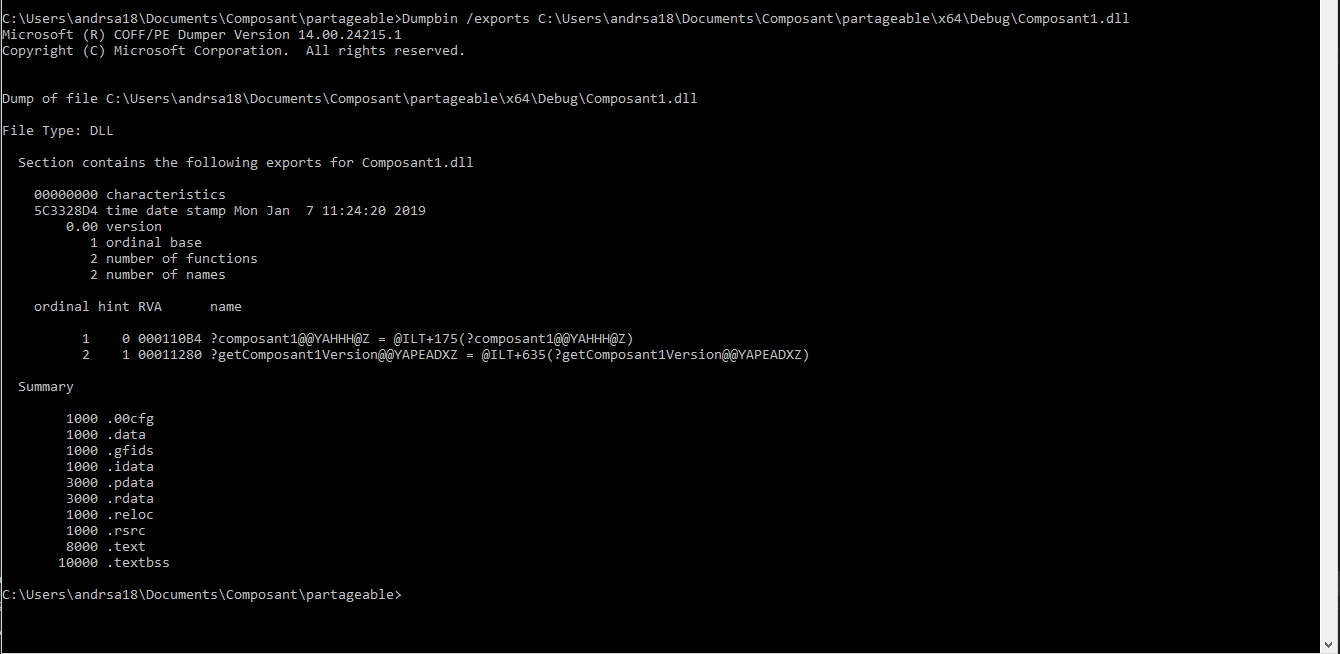 C:\Users\andrsa18\Documents\Composant\partageable>Dumpbin /exports C:\Users\andrsa18\Documents\Composant\partageable\x64\Debug\Composant1.dll
Microsoft (R) COFF/PE Dumper Version 14.00.24215.1
Copyright (C) Microsoft Corporation.  All rights reserved.
Dump of file C:\Users\andrsa18\Documents\Composant\partageable\x64\Debug\Composant1.dll
File Type: DLL
  Section contains the following exports for Composant1.dll
    00000000 characteristics
    5C3328D4 time date stamp Mon Jan  7 11:24:20 2019
        0.00 version
           1 ordinal base
           2 number of functions
           2 number of names
    ordinal hint RVA      name
          1    0 000110B4 ?composant1@@YAHHH@Z = @ILT+175(?composant1@@YAHHH@Z)
          2    1 00011280 ?getComposant1Version@@YAPEADXZ = @ILT+635(?getComposant1Version@@YAPEADXZ)
  Summary
        1000 .00cfg
        1000 .data
        1000 .gfids
        1000 .idata
        3000 .pdata
        3000 .rdata
        1000 .reloc
        1000 .rsrc
        8000 .text
       10000 .textbss
C:\Users\andrsa18\Documents\Composant\partageable>